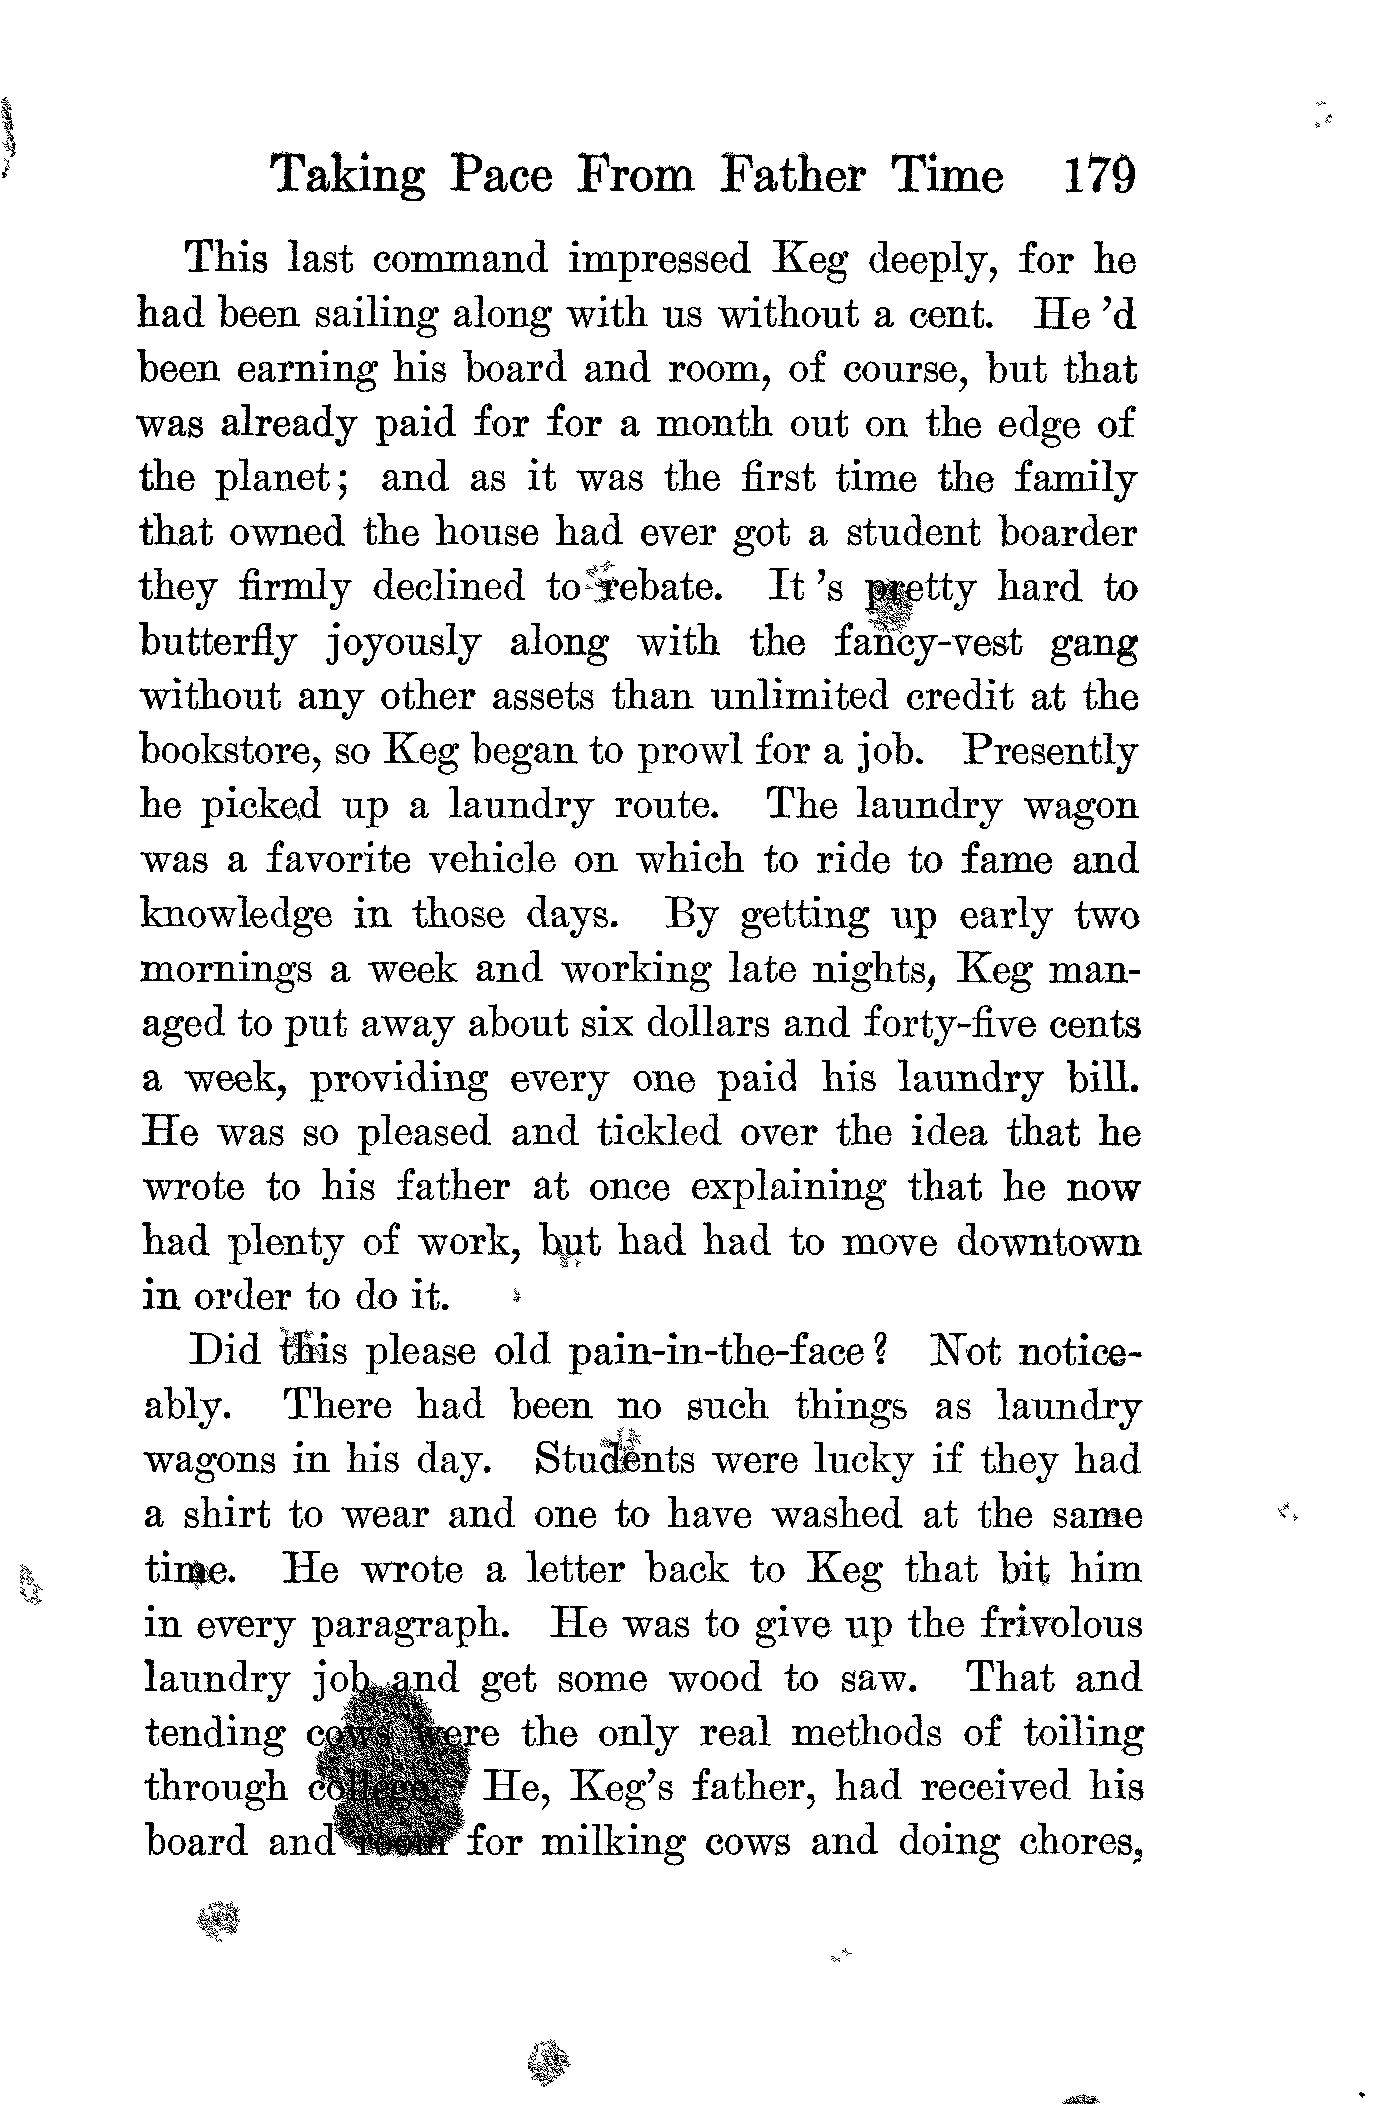 Taking Pace From Father Time 179
This last command impressed Keg deeply, for he
had been sailing along with us without a cent. He 'd
been earning his board and room, of course, but that
was already paid for for a month out on the edge of
the planet; and as it was the first time the family
that owned the house had ever got a student boarder
they firmly declined to rebate. It 's pretty hard to
butterfly joyously along with the fancy-vest gang
without any other assets than unlimited credit at the
bookstore, so Keg began to prowl for a job. Presently
he picked up a laundry route. The laundry wagon
was a favorite vehicle on which to ride to fame and
knowledge in those days. By getting up early two
mornings a week and working late nights, Keg man-
aged to put away about six dollars and forty-five cents
a week, providing every one paid his laundry bill.
He was so pleased and tickled over the idea that he
wrote to his father at once explaining that he now
had plenty of work, but had had to move downtown
in order to do it.
Did this please old pain-in-the-face? Not notice-
ably. There had been no such things as laundry
wagons in his day. Students were lucky if they had
a shirt to wear and one to have washed at the same
time. He wrote a letter back to Keg that bit him
in every paragraph. He was to give up the frivolous
laundry job and get some wood to saw. That and
tending cows were the only real methods of toiling
through college. He, Keg's father, had received his
board and room for milking cows and doing chores,